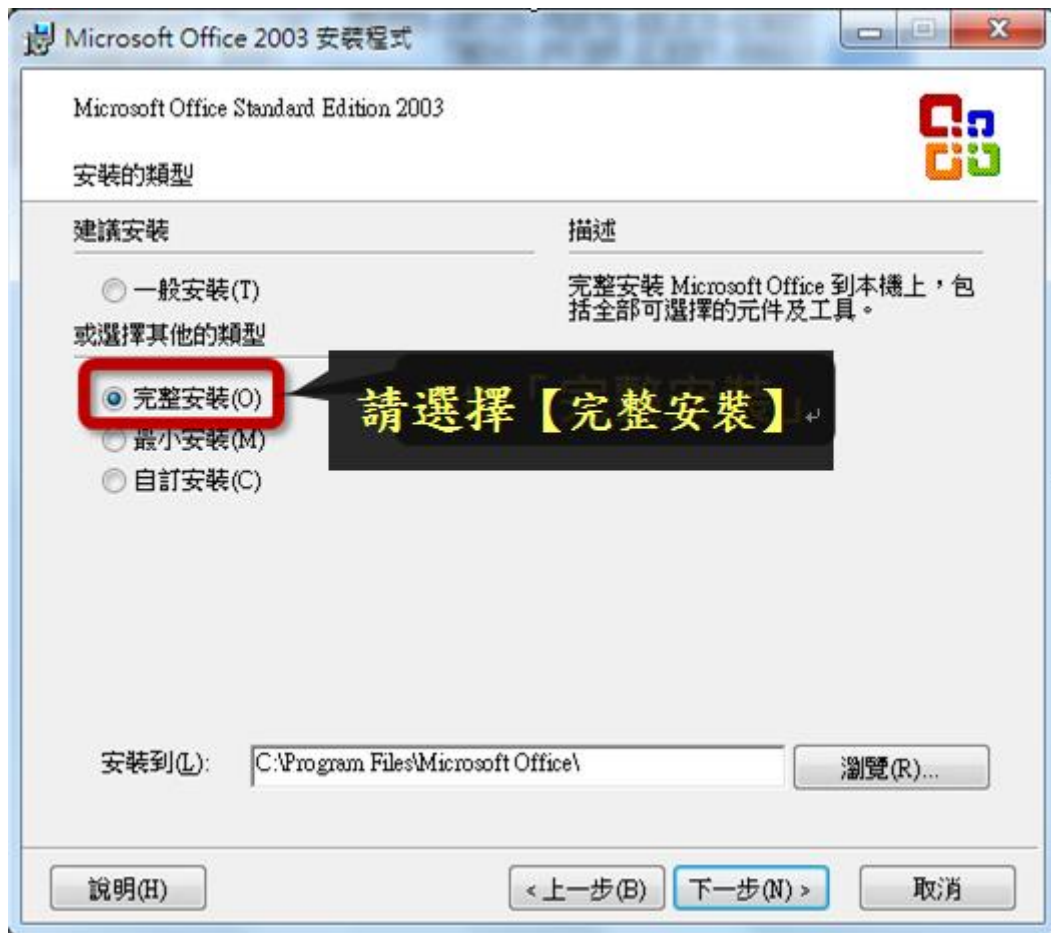 Microsoft Office 2003 安裝程式
Microsoft Office Standard Edition 2003
安裝的類型
建議安裝
描述
一般安裝(T)
完整安裝 Microsoft Office 到本機上，包
括全部可選擇的元件及工具。
或選擇其他的類型
完整安裝(O)
請選擇【完整安裝】
最小安裝(M)
自訂安裝(C)
安裝到(L):
C:\Program Files\Microsoft Office\
瀏覽(R)...
說明(H)
<上一步(B)
下一步(N) >
取消